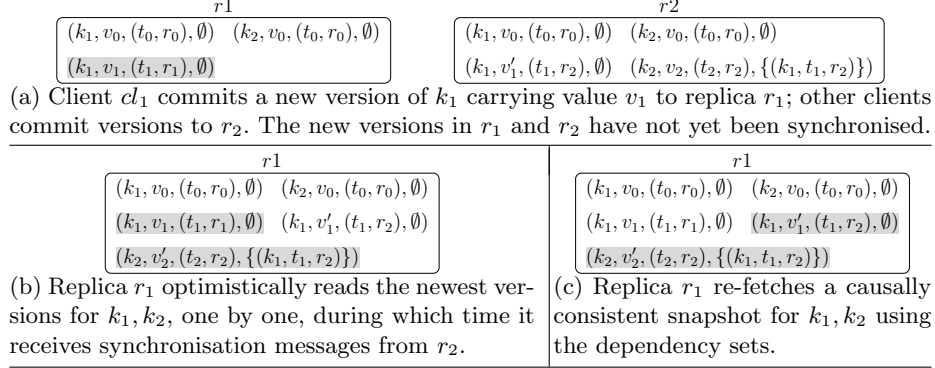 r1 r2
(k₁, v₀, (t₀, r₀), ∅) (k₂, v₀, (t₀, r₀), ∅) (k₁, v₀, (t₀, r₀), ∅) (k₂, v₀, (t₀, r₀), ∅)
(k₁, v₁, (t₁, r₁), ∅) (k₁, v₁′, (t₁, r₂), ∅) (k₂, v₂, (t₂, r₂), {(k₁, t₁, r₂)})
(a) Client cl₁ commits a new version of k₁ carrying value v₁ to replica r₁; other clients
commit versions to r₂. The new versions in r₁ and r₂ have not yet been synchronised.
r1
(k₁, v₀, (t₀, r₀), ∅) (k₂, v₀, (t₀, r₀), ∅)
(k₁, v₁, (t₁, r₁), ∅) (k₁, v₁′, (t₁, r₂), ∅)
(k₂, v₂′, (t₂, r₂), {(k₁, t₁, r₂)})
(b) Replica r₁ optimistically reads the newest ver-
sions for k₁, k₂, one by one, during which time it
receives synchronisation messages from r₂.
r1
(k₁, v₀, (t₀, r₀), ∅) (k₂, v₀, (t₀, r₀), ∅)
(k₁, v₁, (t₁, r₁), ∅) (k₁, v₁′, (t₁, r₂), ∅)
(k₂, v₂′, (t₂, r₂), {(k₁, t₁, r₂)})
(c) Replica r₁ re-fetches a causally
consistent snapshot for k₁, k₂ using
the dependency sets.